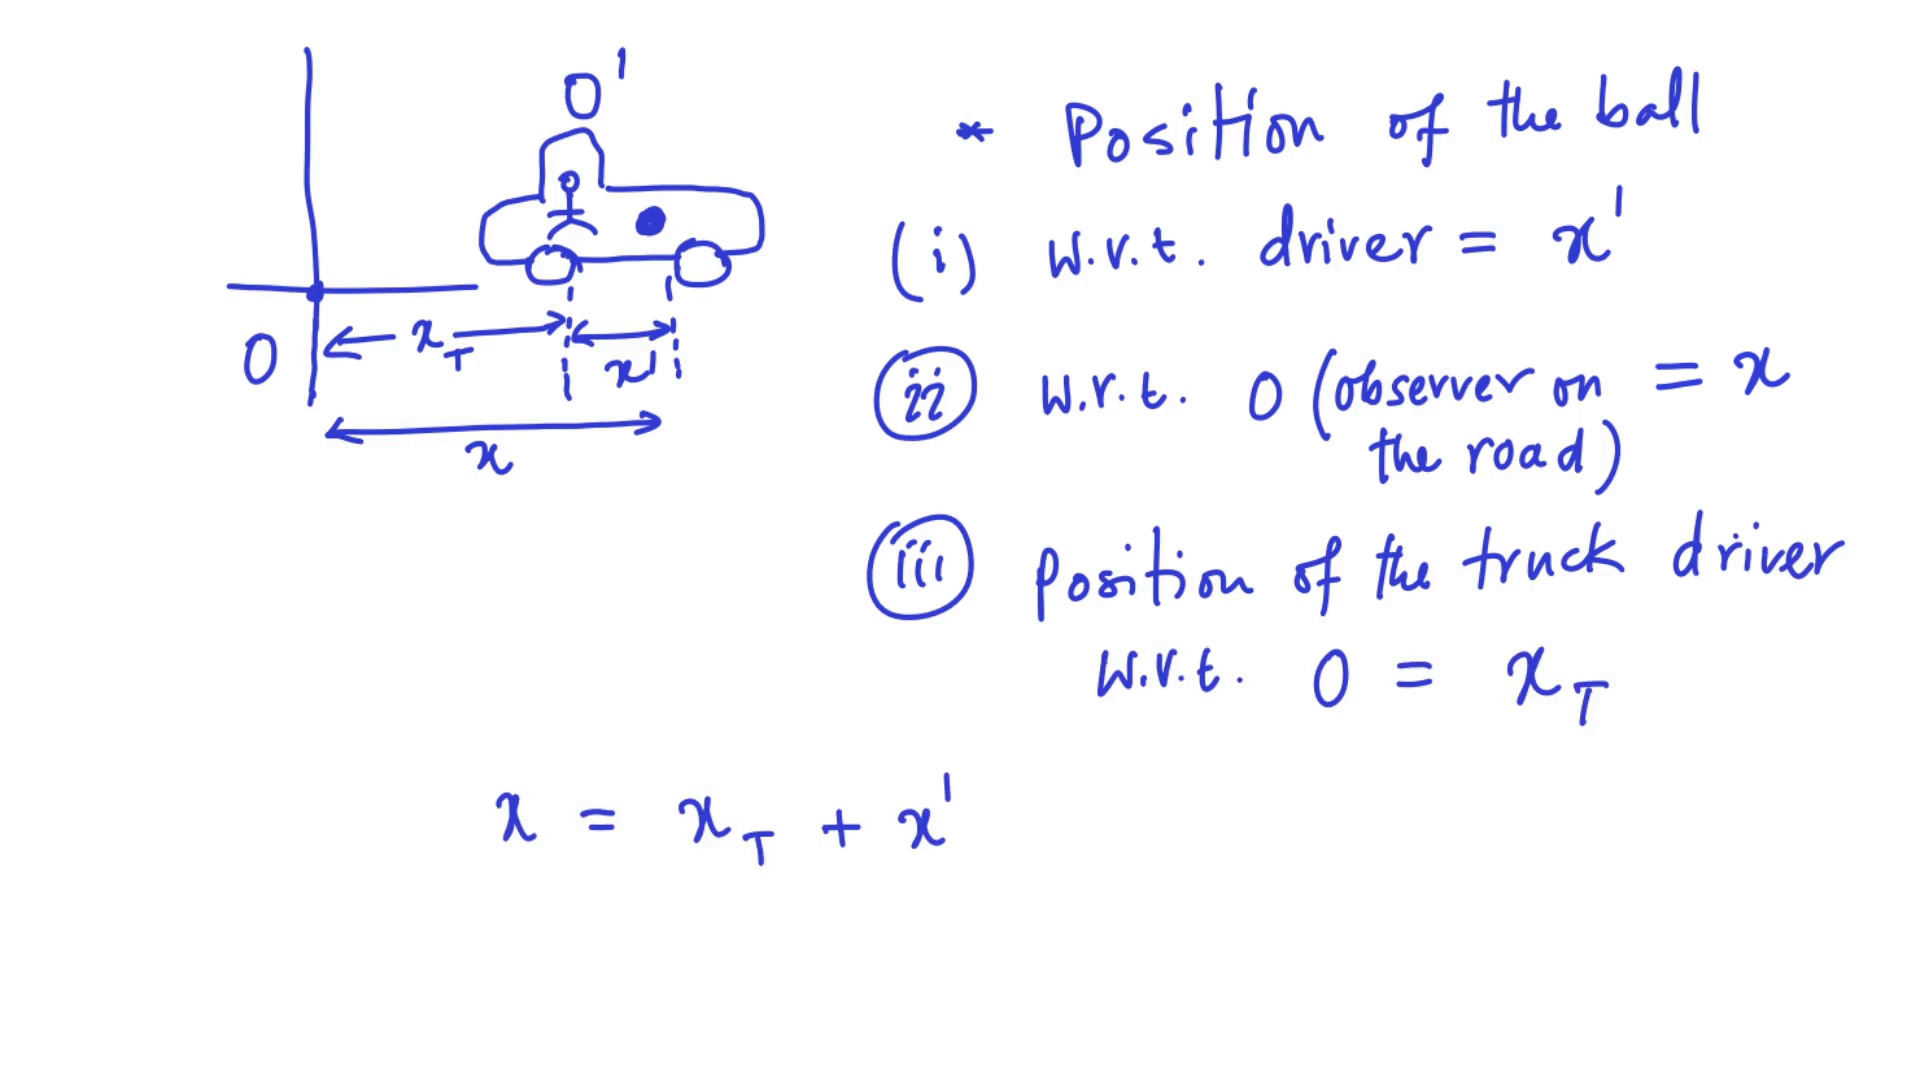 O'
* Position of the ball
(i) w.r.t. driver = x'
(ii) w.r.t. O (observer on = x
the road)
(iii) position of the truck driver
w.r.t. O = x_T
O
x_T
x'
x
x = x_T + x'